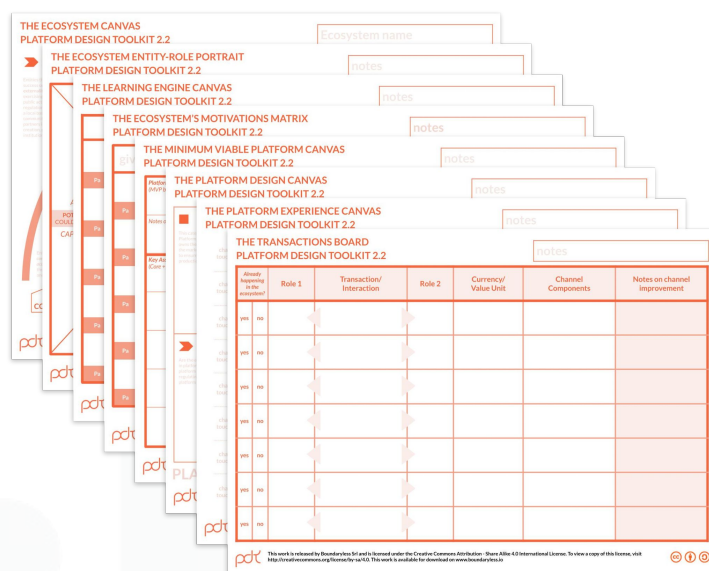 THE ECOSYSTEM CANVAS
PLATFORM DESIGN TOOLKIT 2.2
Ecosystem name
THE ECOSYSTEM ENTITY-ROLE PORTRAIT
PLATFORM DESIGN TOOLKIT 2.2
notes
THE LEARNING ENGINE CANVAS
PLATFORM DESIGN TOOLKIT 2.2
notes
THE ECOSYSTEM'S MOTIVATIONS MATRIX
PLATFORM DESIGN TOOLKIT 2.2
notes
THE MINIMUM VIABLE PLATFORM CANVAS
PLATFORM DESIGN TOOLKIT 2.2
notes
THE PLATFORM DESIGN CANVAS
PLATFORM DESIGN TOOLKIT 2.2
notes
THE PLATFORM EXPERIENCE CANVAS
PLATFORM DESIGN TOOLKIT 2.2
notes
THE TRANSACTIONS BOARD
PLATFORM DESIGN TOOLKIT 2.2
notes
Already
happening
in the
ecosystem?
Role 1
Transaction/
Interaction
Role 2
Currency/
Value Unit
Channel
Components
Notes on channel
improvement
yes no
yes no
yes no
yes no
yes no
yes no
yes no
pdt
pdt
pdt
pdt
pdt
pdt
pdt
pdt
This work is released by Boundaryless Srl and is licensed under the Creative Commons Attribution - Share Alike 4.0 International License. To view a copy of this license, visit
http://creativecommons.org/license/by-sa/4.0. This work is available for download on www.boundaryless.io